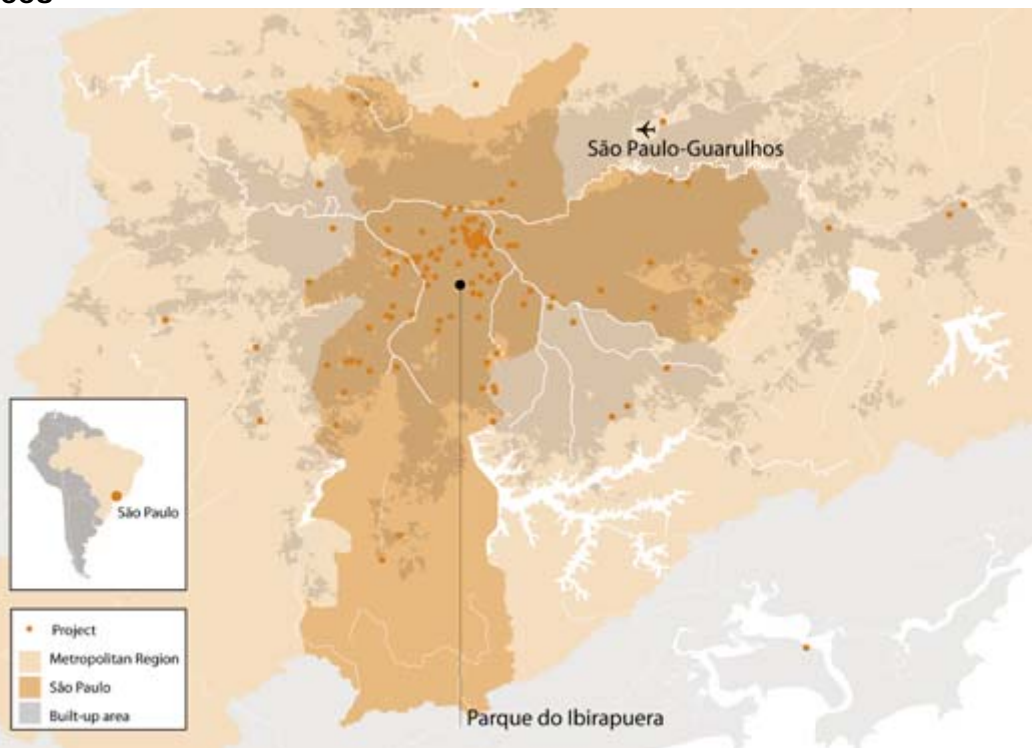 São Paulo-Guarulhos
São Paulo
Project
Metropolitan Region
São Paulo
Built-up area
Parque do Ibirapuera